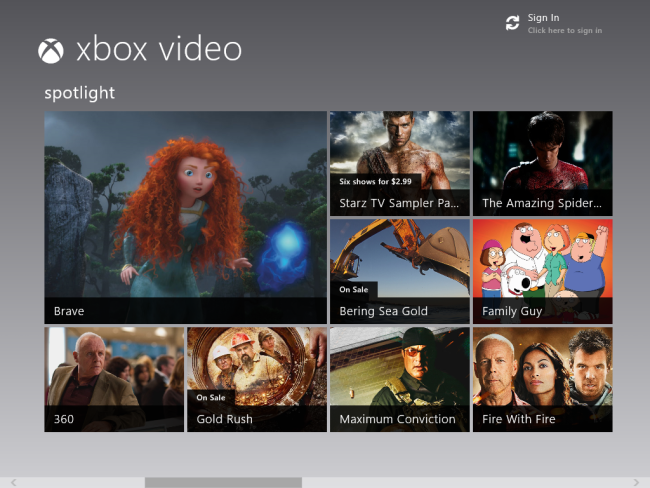 Sign In
Click here to sign in
xbox video
spotlight
Six shows for $2.99
Starz TV Sampler Pa...
The Amazing Spider...
Brave
On Sale
Bering Sea Gold
Family Guy
360
On Sale
Gold Rush
Maximum Conviction
Fire With Fire